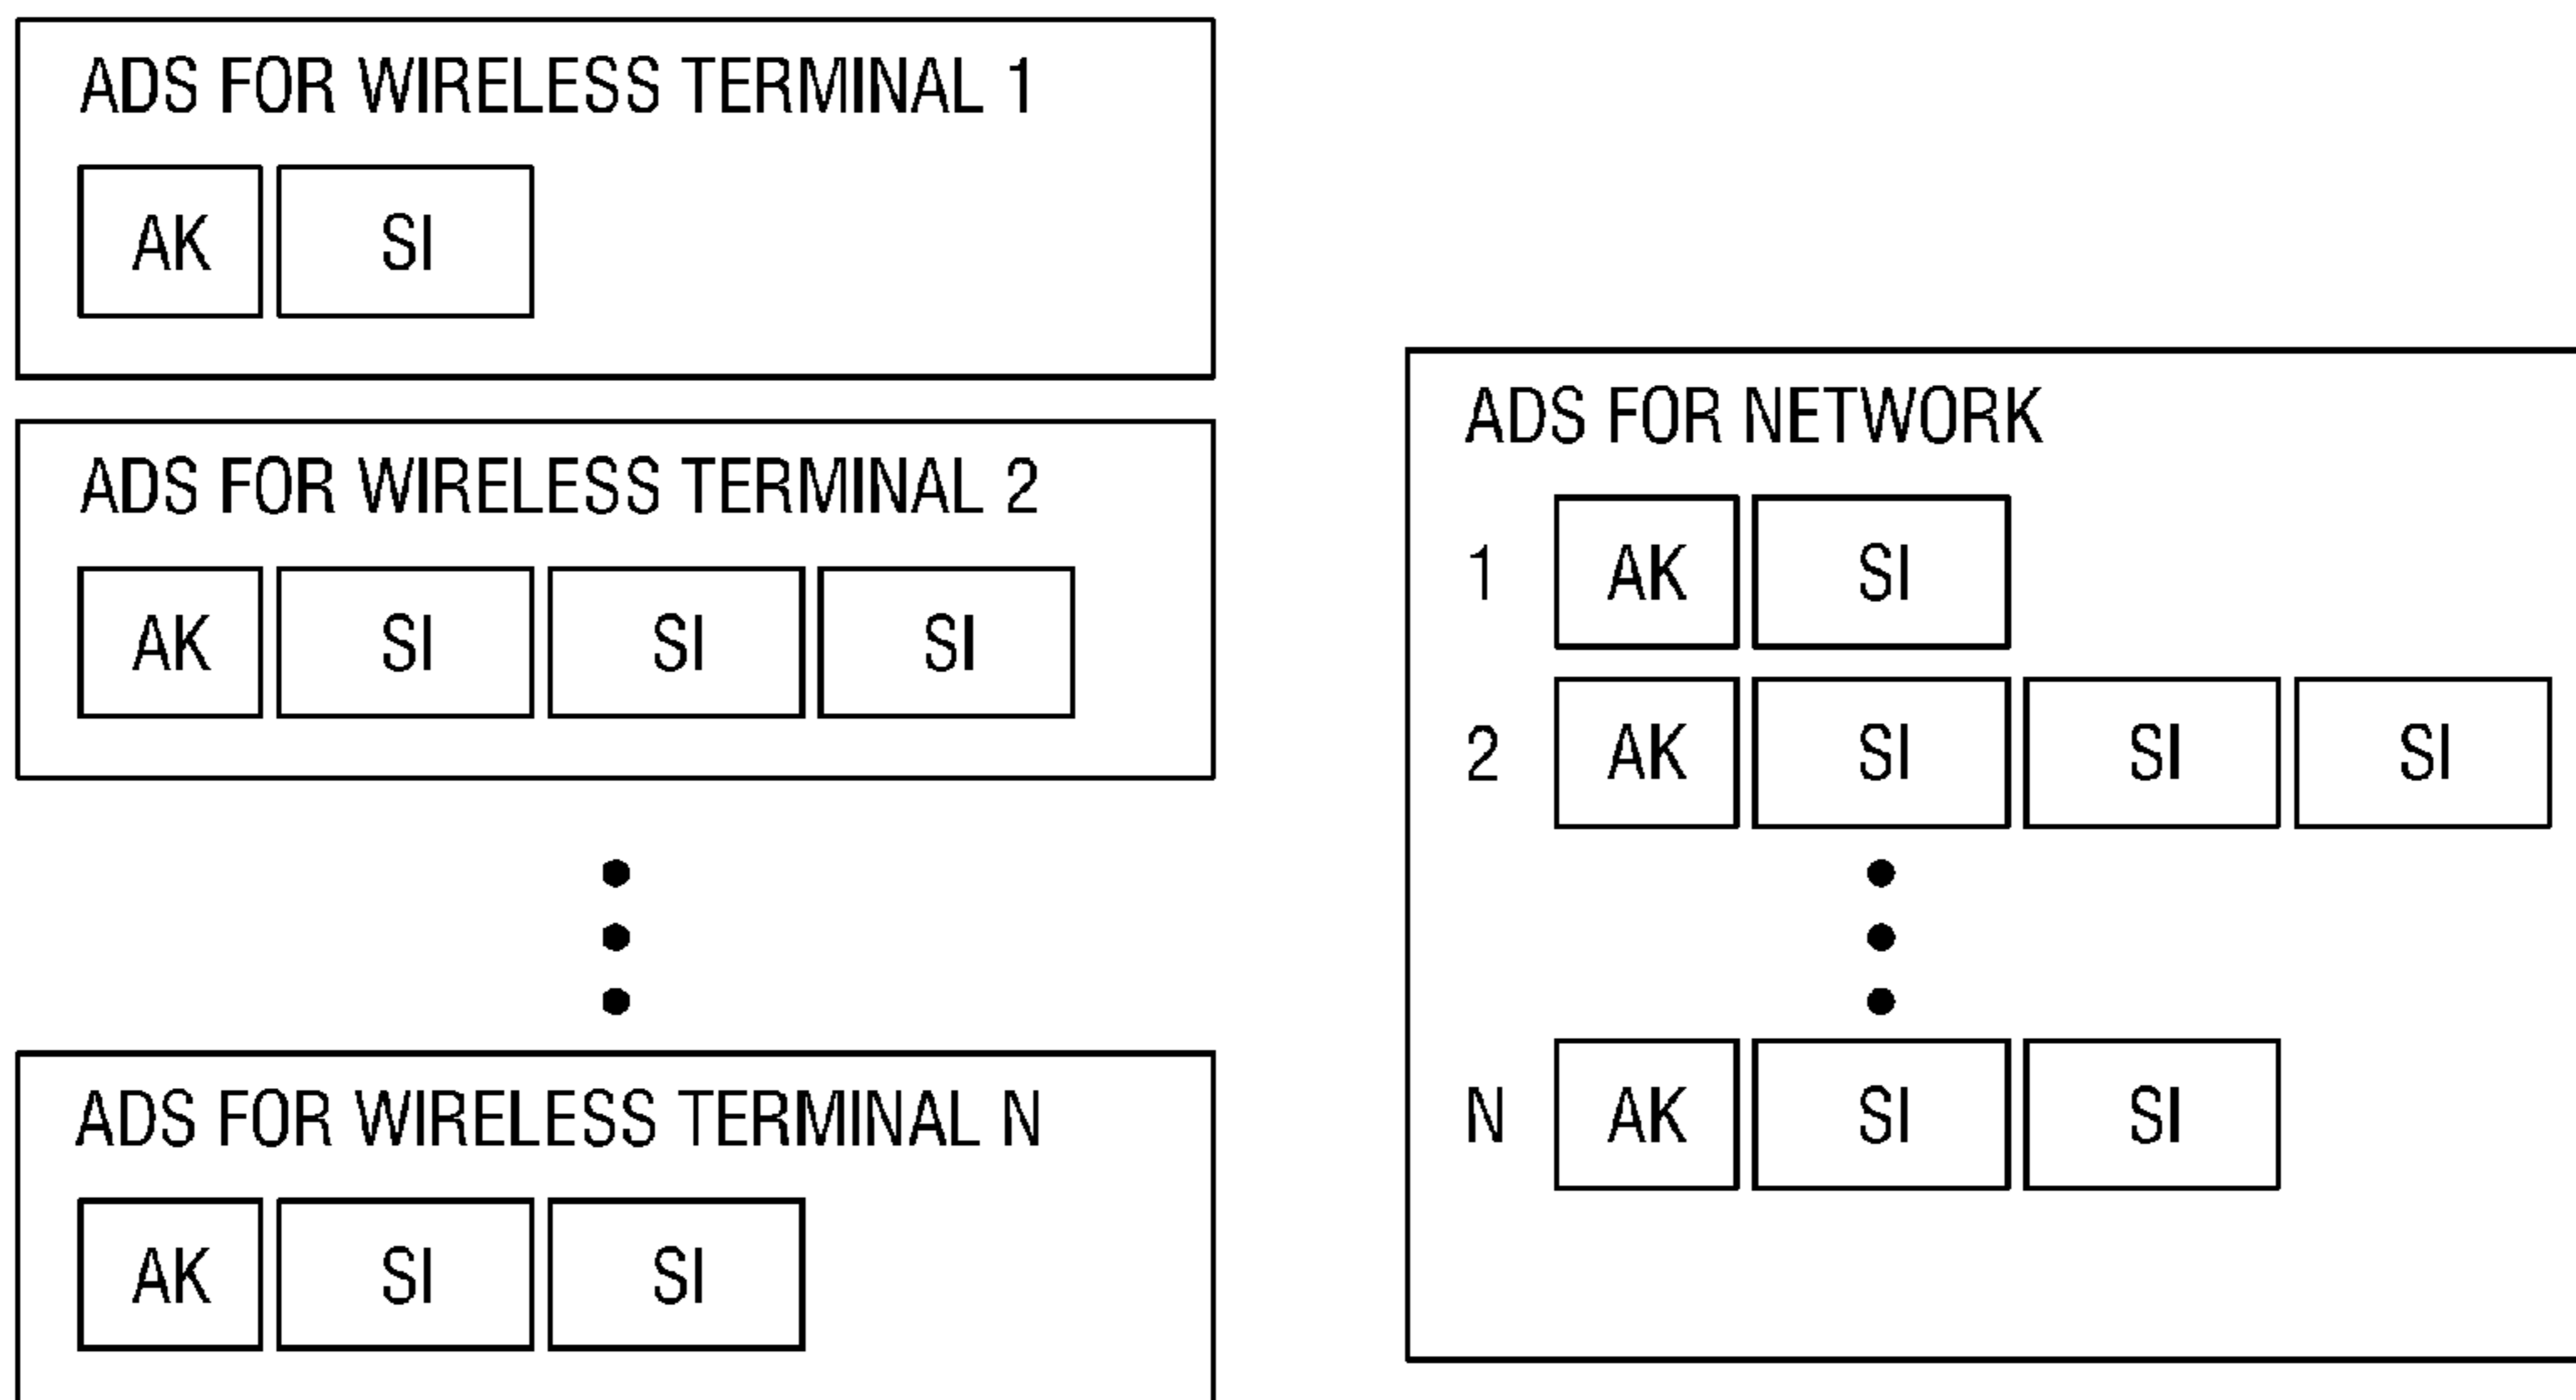 ADS FOR WIRELESS TERMINAL 1
AK SI
ADS FOR WIRELESS TERMINAL 2
AK SI SI SI
ADS FOR WIRELESS TERMINAL N
AK SI SI
ADS FOR NETWORK
1 AK SI
2 AK SI SI SI
N AK SI SI